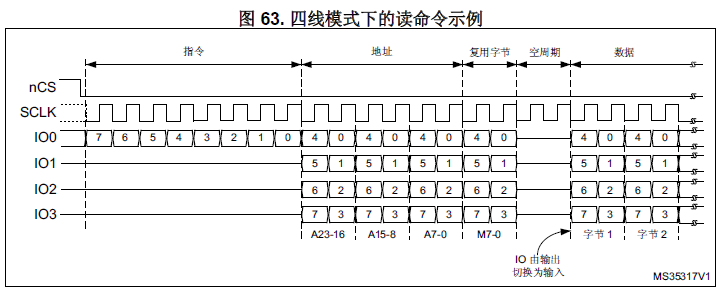 图 63. 四线模式下的读命令示例
指令 地址 复用字节 空周期 数据
nCS
SCLK
IO0 7 6 5 4 3 2 1 0 4 0 4 0 4 0 4 0 4 0 4 0
IO1 5 1 5 1 5 1 5 1 5 1 5 1
IO2 6 2 6 2 6 2 6 2 6 2 6 2
IO3 7 3 7 3 7 3 7 3 7 3 7 3
A23-16 A15-8 A7-0 M7-0 字节 1 字节 2
IO 由输出
切换为输入
MS35317V1